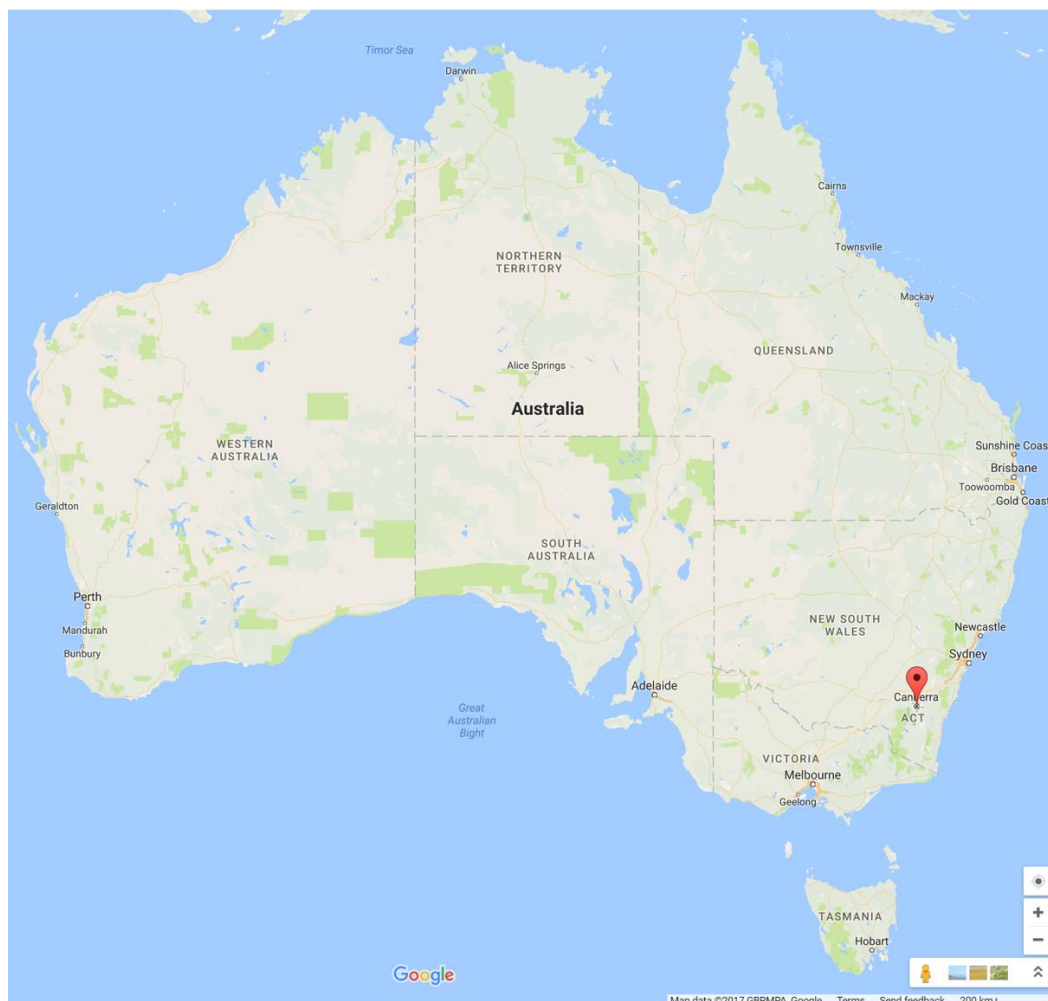 Timor Sea
Darwin
Cairns
Townsville
NORTHERN
TERRITORY
Mackay
QUEENSLAND
Alice Springs
Australia
WESTERN
AUSTRALIA
Sunshine Coas
Brisbane
Toowoomba
Gold Coast
Geraldton
SOUTH
AUSTRALIA
Perth
NEW SOUTH
WALES
Newcastle
Mandurah
Bunbury
Sydney
Adelaide
Canberra
ACT
Great
Australian
Bight
VICTORIA
Melbourne
Geelong
TASMANIA
Hobart
Google
Map data ©2017 GBRMPA, Google Terms Send feedback 200 km